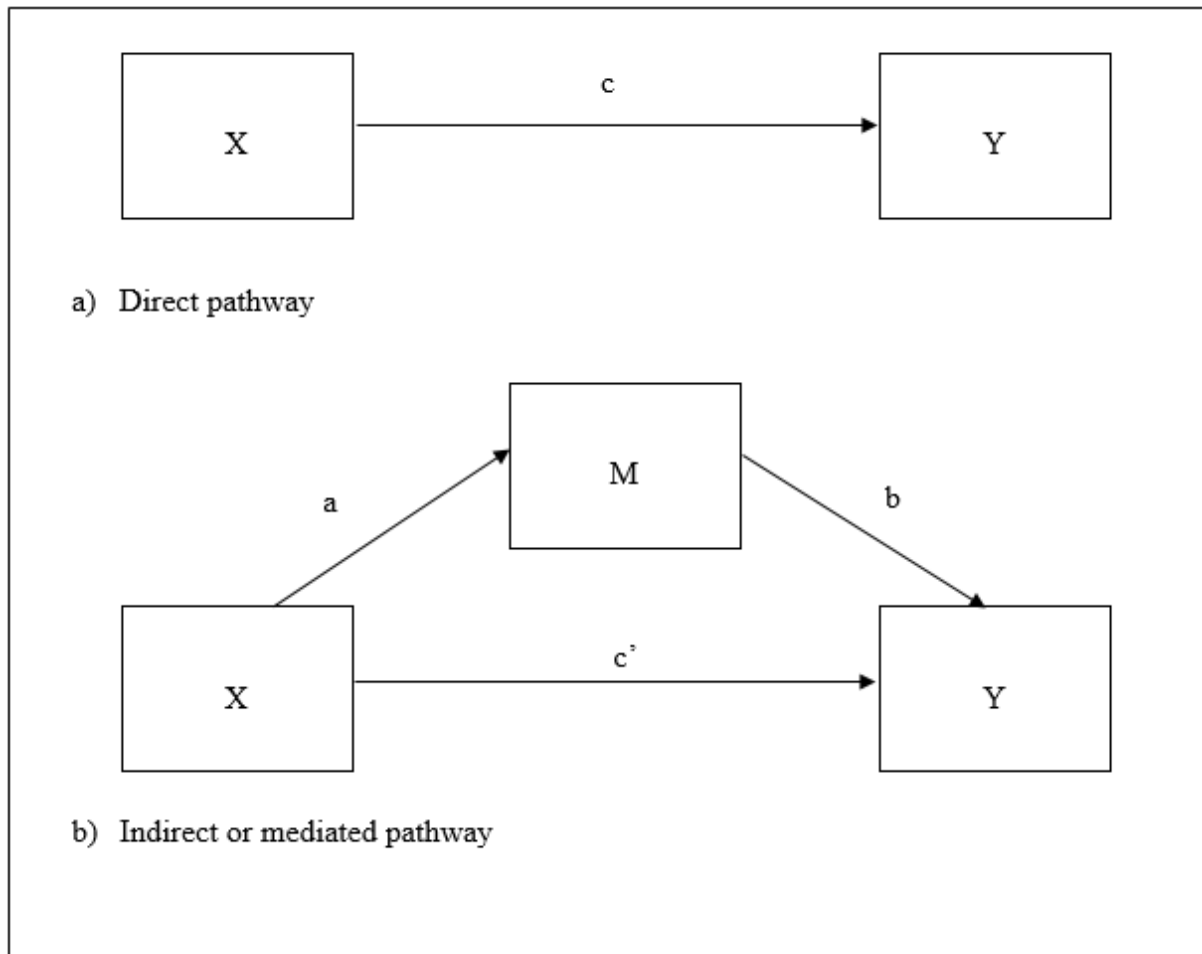 c
X
Y
a) Direct pathway
M
a
b
c’
X
Y
b) Indirect or mediated pathway